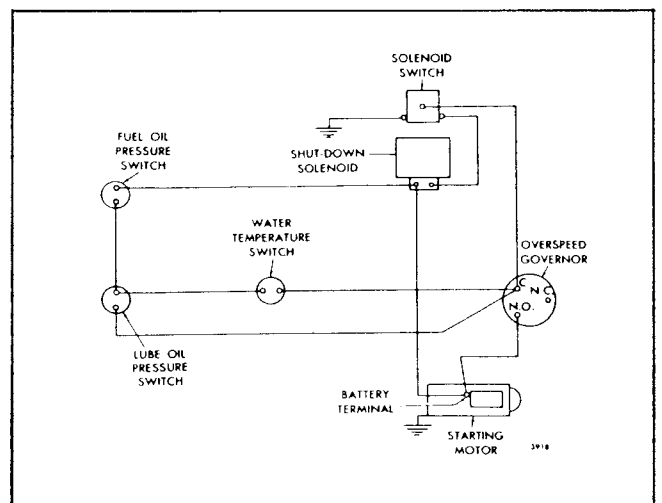 SOLENOID
SWITCH
FUEL OIL
PRESSURE
SWITCH
SHUT-DOWN
SOLENOID
WATER
TEMPERATURE
SWITCH
OVERSPEED
GOVERNOR
C
N.C.
N.O.
LUBE OIL
PRESSURE
SWITCH
BATTERY
TERMINAL
STARTING
MOTOR
3918